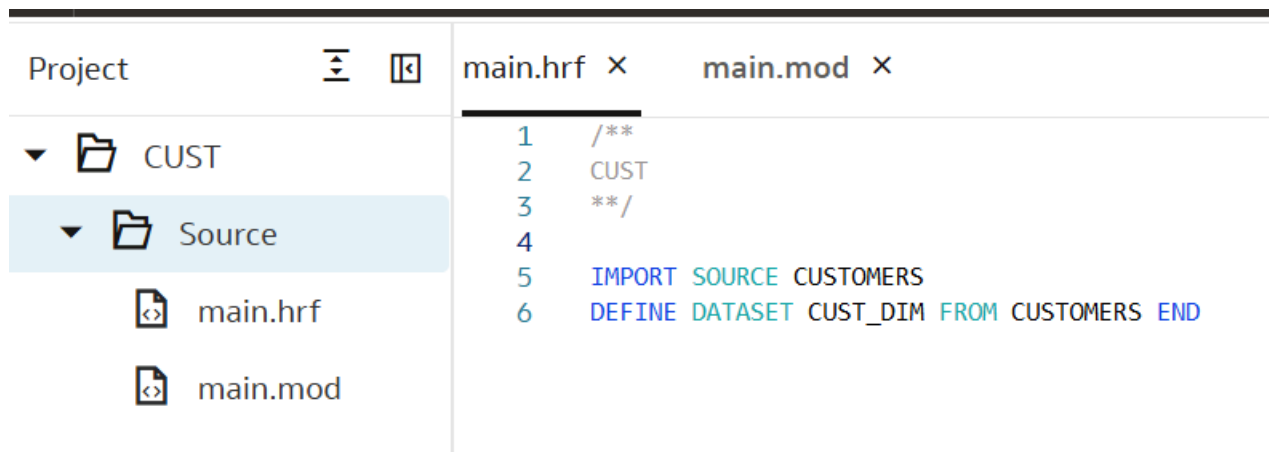 Project
CUST
Source
main.hrf
main.mod
main.hrf ×
main.mod ×
1 /**
2 CUST
3 **/
4
5 IMPORT SOURCE CUSTOMERS
6 DEFINE DATASET CUST_DIM FROM CUSTOMERS END